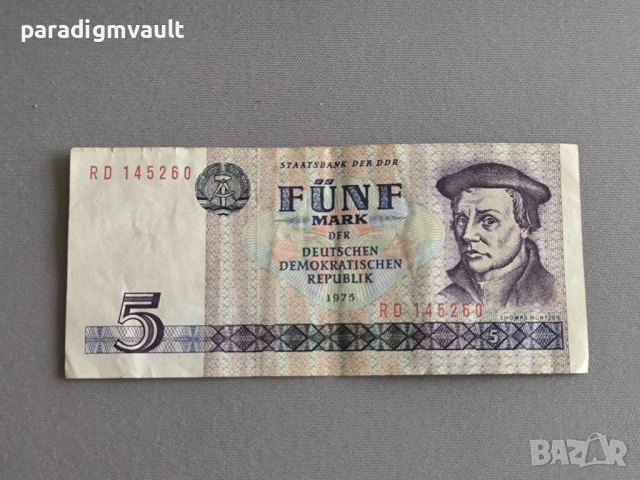 paradigmvault
RD 145260
STAATSBANK DER DDR
FÜNF
MARK
DER
DEUTSCHEN
DEMOKRATISCHEN
REPUBLIK
1975
RD 145260
THOMAS MÜNTZER
5
5
BAZAR